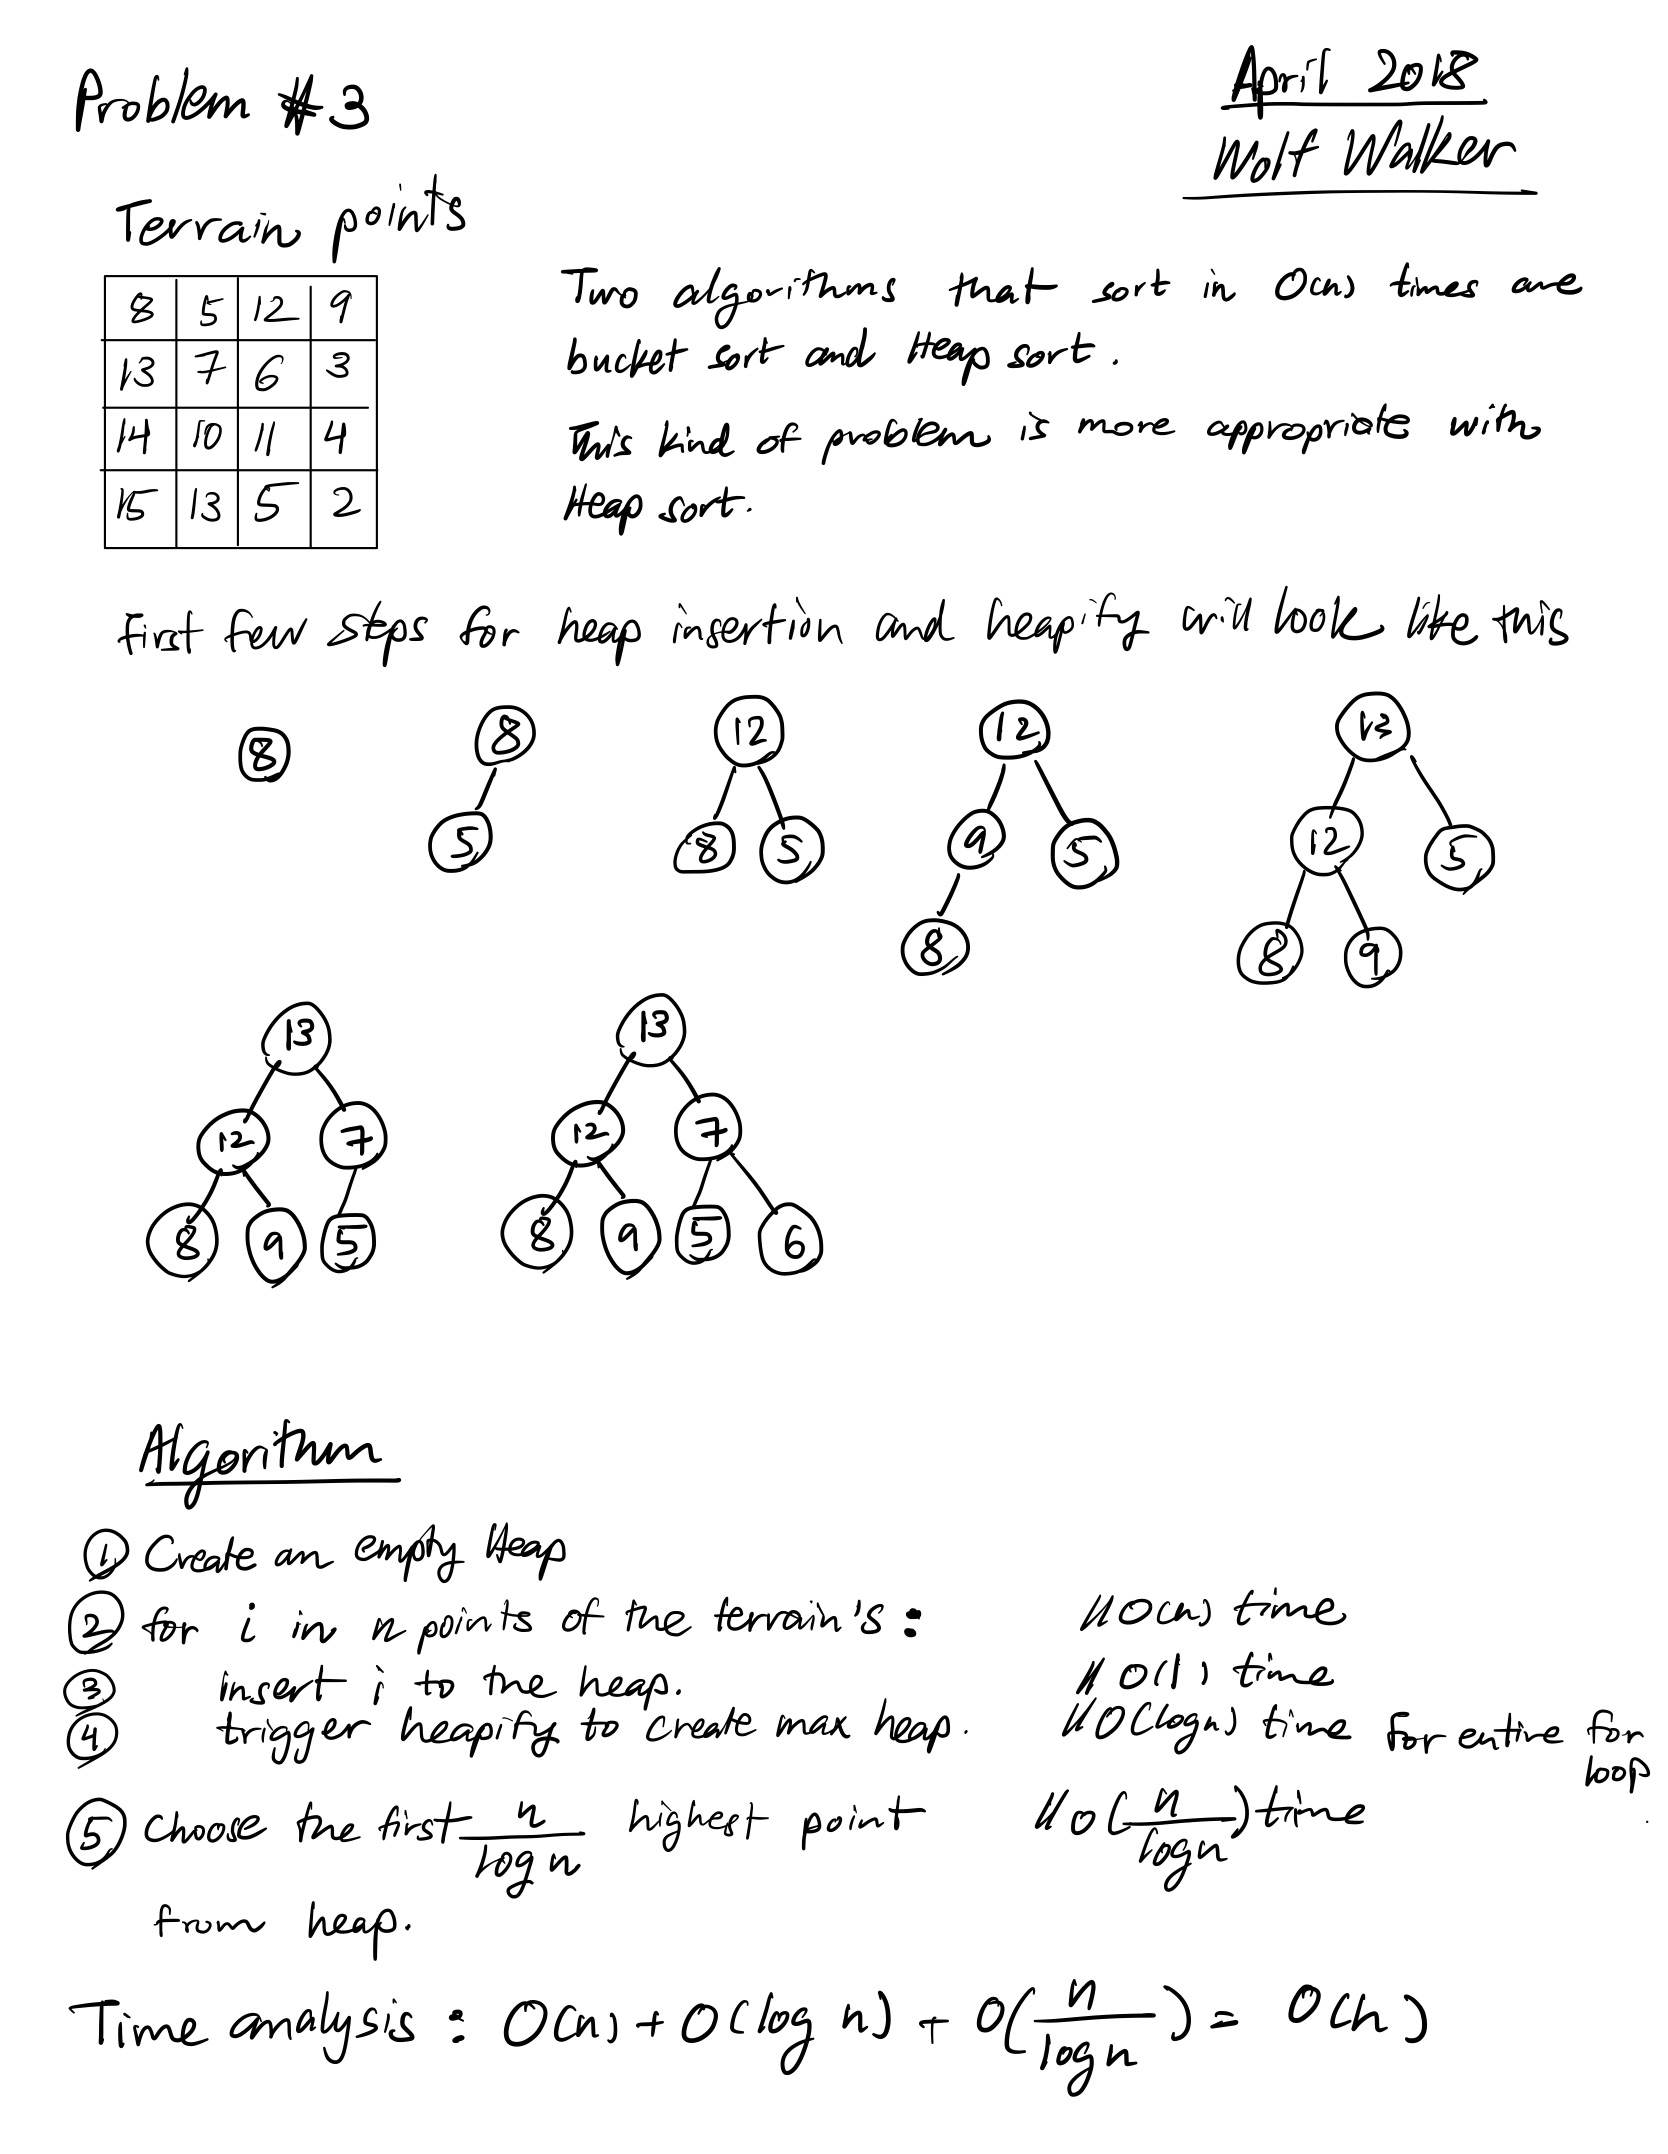 Problem #3
April 2018
Wolf Walker
Terrain points
8 5 12 9
13 7 6 3
14 10 11 4
15 13 5 2
Two algorithms that sort in O(n) times are
bucket sort and Heap sort.
This kind of problem is more appropriate with
Heap sort.
First few steps for heap insertion and heapify will look like this
8 8 12 12 13
5 8 5 9 5 12 5
8 8 9
13 13
12 7 12 7
8 9 5 8 9 5 6
Algorithm
① Create an empty Heap
② for i in n points of the terrain's: // O(n) time
③ insert i to the heap. // O(1) time
④ trigger heapify to create max heap. // O(log n) time for entire for
loop
⑤ Choose the first n/log n highest point // O(n/log n) time
from heap.
Time analysis: O(n) + O(log n) + O(n/log n) = O(n)